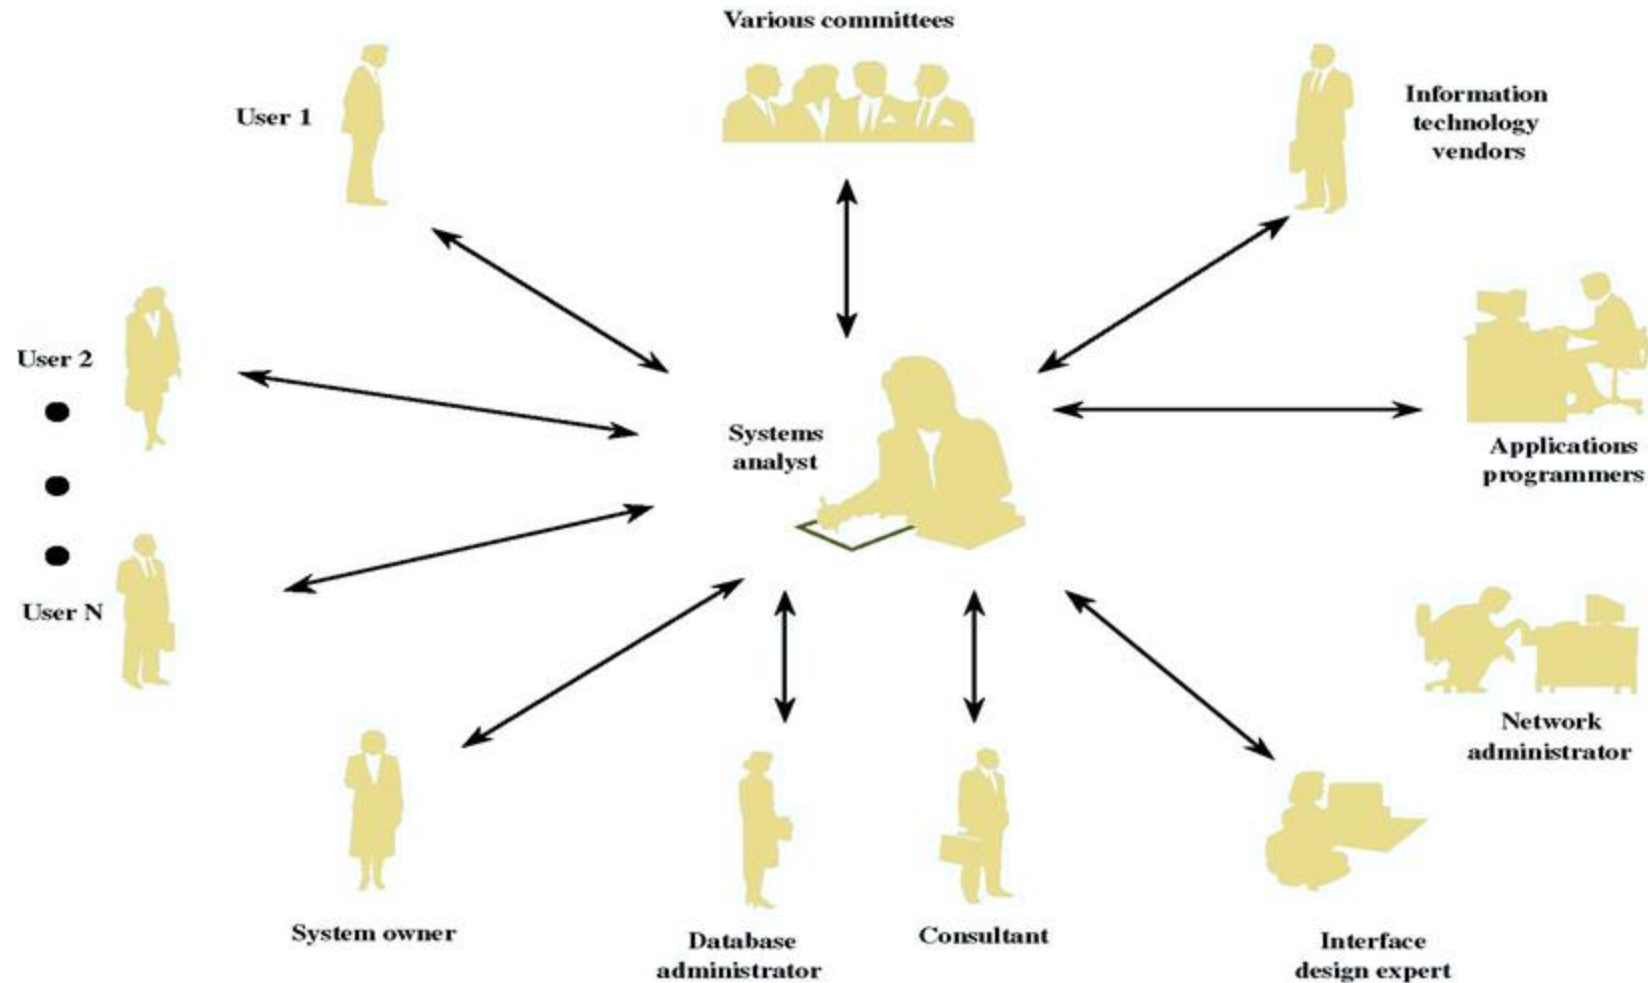 Various committees
User 1
Information
technology
vendors
User 2
Systems
analyst
Applications
programmers
User N
Network
administrator
System owner
Database
administrator
Consultant
Interface
design expert